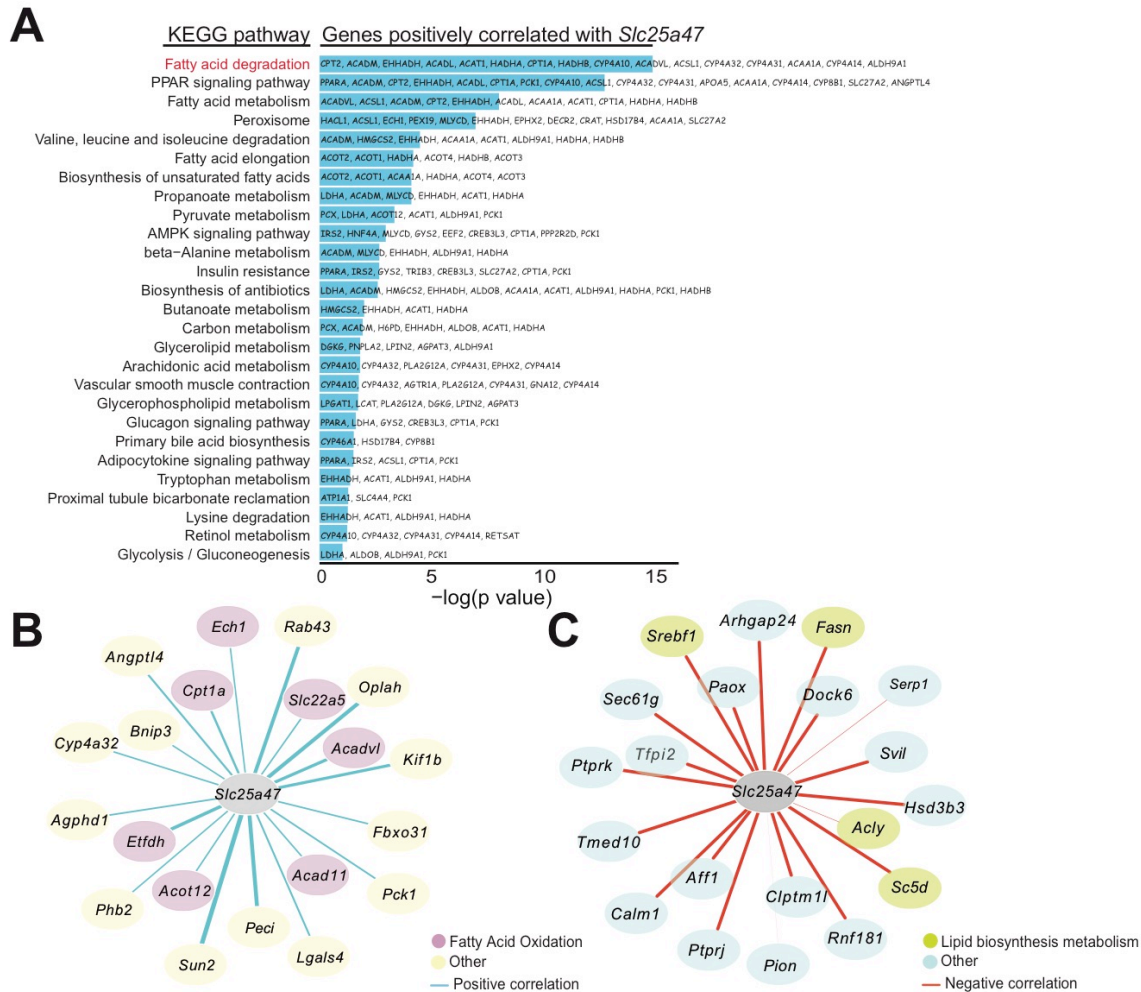 A
KEGG pathway Genes positively correlated with Slc25a47
Fatty acid degradation CPT2, ACADM, EHHADH, ACADL, ACAT1, HADHA, CPT1A, HADHB, CYP4A10, ACADVL, ACSL1, CYP4A32, CYP4A31, ACAA1A, CYP4A14, ALDH9A1
PPAR signaling pathway PPARA, ACADM, CPT2, EHHADH, ACADL, CPT1A, PCK1, CYP4A10, ACSL1, CYP4A32, CYP4A31, APOA5, ACAA1A, CYP4A14, CYP8B1, SLC27A2, ANGPTL4
Fatty acid metabolism ACADVL, ACSL1, ACADM, CPT2, EHHADH, ACADL, ACAA1A, ACAT1, CPT1A, HADHA, HADHB
Peroxisome HACL1, ACSL1, ECH1, PEX19, MLYCD, EHHADH, EPHX2, DECR2, CRAT, HSD17B4, ACAA1A, SLC27A2
Valine, leucine and isoleucine degradation ACADM, HMGCS2, EHHADH, ACAA1A, ACAT1, ALDH9A1, HADHA, HADHB
Fatty acid elongation ACOT2, ACOT1, HADHA, ACOT4, HADHB, ACOT3
Biosynthesis of unsaturated fatty acids ACOT2, ACOT1, ACAA1A, HADHA, ACOT4, ACOT3
Propanoate metabolism LDHA, ACADM, MLYCD, EHHADH, ACAT1, HADHA
Pyruvate metabolism PCX, LDHA, ACOT12, ACAT1, ALDH9A1, PCK1
AMPK signaling pathway IRS2, HNF4A, MLYCD, GYS2, EEF2, CREB3L3, CPT1A, PPP2R2D, PCK1
beta−Alanine metabolism ACADM, MLYCD, EHHADH, ALDH9A1, HADHA
Insulin resistance PPARA, IRS2, GYS2, TRIB3, CREB3L3, SLC27A2, CPT1A, PCK1
Biosynthesis of antibiotics LDHA, ACADM, HMGCS2, EHHADH, ALDOB, ACAA1A, ACAT1, ALDH9A1, HADHA, PCK1, HADHB
Butanoate metabolism HMGCS2, EHHADH, ACAT1, HADHA
Carbon metabolism PCX, ACADM, H6PD, EHHADH, ALDOB, ACAT1, HADHA
Glycerolipid metabolism DGKG, PNPLA2, LPIN2, AGPAT3, ALDH9A1
Arachidonic acid metabolism CYP4A10, CYP4A32, PLA2G12A, CYP4A31, EPHX2, CYP4A14
Vascular smooth muscle contraction CYP4A10, CYP4A32, AGTR1A, PLA2G12A, CYP4A31, GNA12, CYP4A14
Glycerophospholipid metabolism LPGAT1, LCAT, PLA2G12A, DGKG, LPIN2, AGPAT3
Glucagon signaling pathway PPARA, LDHA, GYS2, CREB3L3, CPT1A, PCK1
Primary bile acid biosynthesis CYP46A1, HSD17B4, CYP8B1
Adipocytokine signaling pathway PPARA, IRS2, ACSL1, CPT1A, PCK1
Tryptophan metabolism EHHADH, ACAT1, ALDH9A1, HADHA
Proximal tubule bicarbonate reclamation ATP1A1, SLC4A4, PCK1
Lysine degradation EHHADH, ACAT1, ALDH9A1, HADHA
Retinol metabolism CYP4A10, CYP4A32, CYP4A31, CYP4A14, RETSAT
Glycolysis / Gluconeogenesis LDHA, ALDOB, ALDH9A1, PCK1
0 5 10 15
−log(p value)
B
Ech1
Rab43
Angptl4
Cpt1a
Slc22a5
Oplah
Bnip3
Cyp4a32
Acadvl
Kif1b
Slc25a47
Agphd1
Fbxo31
Etfdh
Acot12
Acad11
Pck1
Phb2
Peci
Sun2
Lgals4
Fatty Acid Oxidation
Other
Positive correlation
C
Srebf1
Arhgap24
Fasn
Sec61g
Paox
Dock6
Serp1
Ptprk
Tfpi2
Svil
Slc25a47
Hsd3b3
Tmed10
Acly
Aff1
Clptm1l
Sc5d
Calm1
Ptprj
Pion
Rnf181
Lipid biosynthesis metabolism
Other
Negative correlation